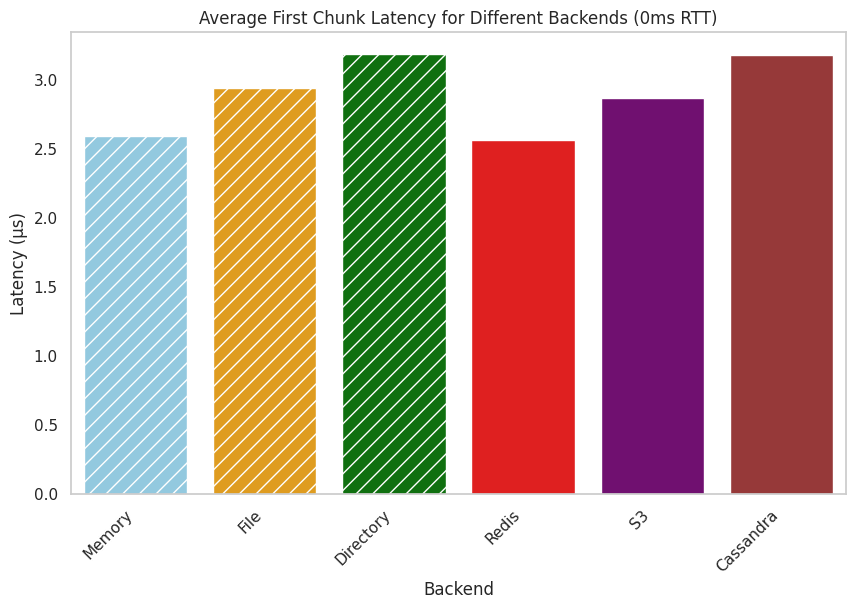 Average First Chunk Latency for Different Backends (0ms RTT)
Latency (µs)
3.0
2.5
2.0
1.5
1.0
0.5
0.0
Memory
File
Directory
Redis
S3
Cassandra
Backend